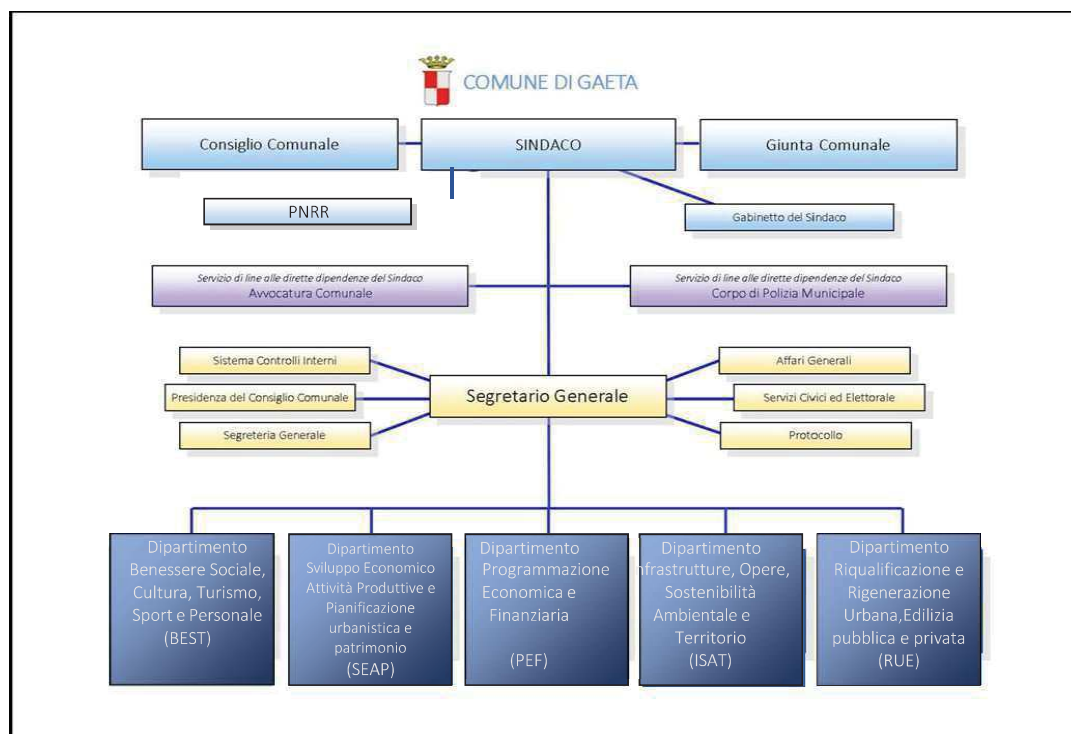 COMUNE DI GAETA
Consiglio Comunale
SINDACO
Giunta Comunale
PNRR
Gabinetto del Sindaco
Servizio di line alle dirette dipendenze del Sindaco
Avvocatura Comunale
Servizio di line alle dirette dipendenze del Sindaco
Corpo di Polizia Municipale
Sistema Controlli Interni
Affari Generali
Segretario Generale
Presidenza del Consiglio Comunale
Servizi Civici ed Elettorale
Segreteria Generale
Protocollo
Dipartimento
Benessere Sociale,
Cultura, Turismo,
Sport e Personale
(BEST)
Dipartimento
Sviluppo Economico
Attività Produttive e
Pianificazione
urbanistica e
patrimonio
(SEAP)
Dipartimento
Programmazione
Economica e
Finanziaria
(PEF)
Dipartimento
nfrastrutture, Opere,
Sostenibilità
Ambientale e
Territorio
(ISAT)
Dipartimento
Riqualificazione e
Rigenerazione
Urbana,Edilizia
pubblica e privata
(RUE)